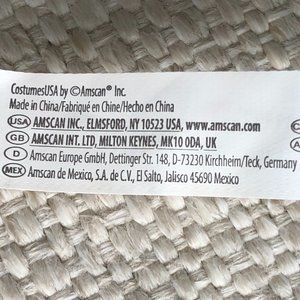 CostumesUSA by ©Amscan® Inc.
Made in China/Fabriqué en Chine/Hecho en China
USA AMSCAN INC., ELMSFORD, NY 10523 USA, www.amscan.com
GB AMSCAN INT. LTD, MILTON KEYNES, MK10 0DA, UK
D Amscan Europe GmbH, Dettinger Str. 148, D-73230 Kirchheim/Teck, Germany
MEX Amscan de Mexico, S.A. de C.V., El Salto, Jalisco 45690 Mexico